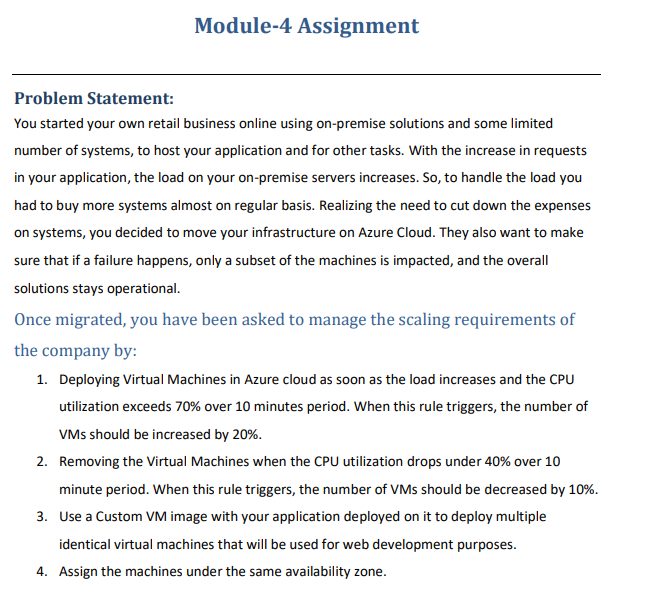 Module-4 Assignment
Problem Statement:
You started your own retail business online using on-premise solutions and some limited
number of systems, to host your application and for other tasks. With the increase in requests
in your application, the load on your on-premise servers increases. So, to handle the load you
had to buy more systems almost on regular basis. Realizing the need to cut down the expenses
on systems, you decided to move your infrastructure on Azure Cloud. They also want to make
sure that if a failure happens, only a subset of the machines is impacted, and the overall
solutions stays operational.
Once migrated, you have been asked to manage the scaling requirements of
the company by:
1. Deploying Virtual Machines in Azure cloud as soon as the load increases and the CPU
utilization exceeds 70% over 10 minutes period. When this rule triggers, the number of
VMs should be increased by 20%.
2. Removing the Virtual Machines when the CPU utilization drops under 40% over 10
minute period. When this rule triggers, the number of VMs should be decreased by 10%.
3. Use a Custom VM image with your application deployed on it to deploy multiple
identical virtual machines that will be used for web development purposes.
4. Assign the machines under the same availability zone.